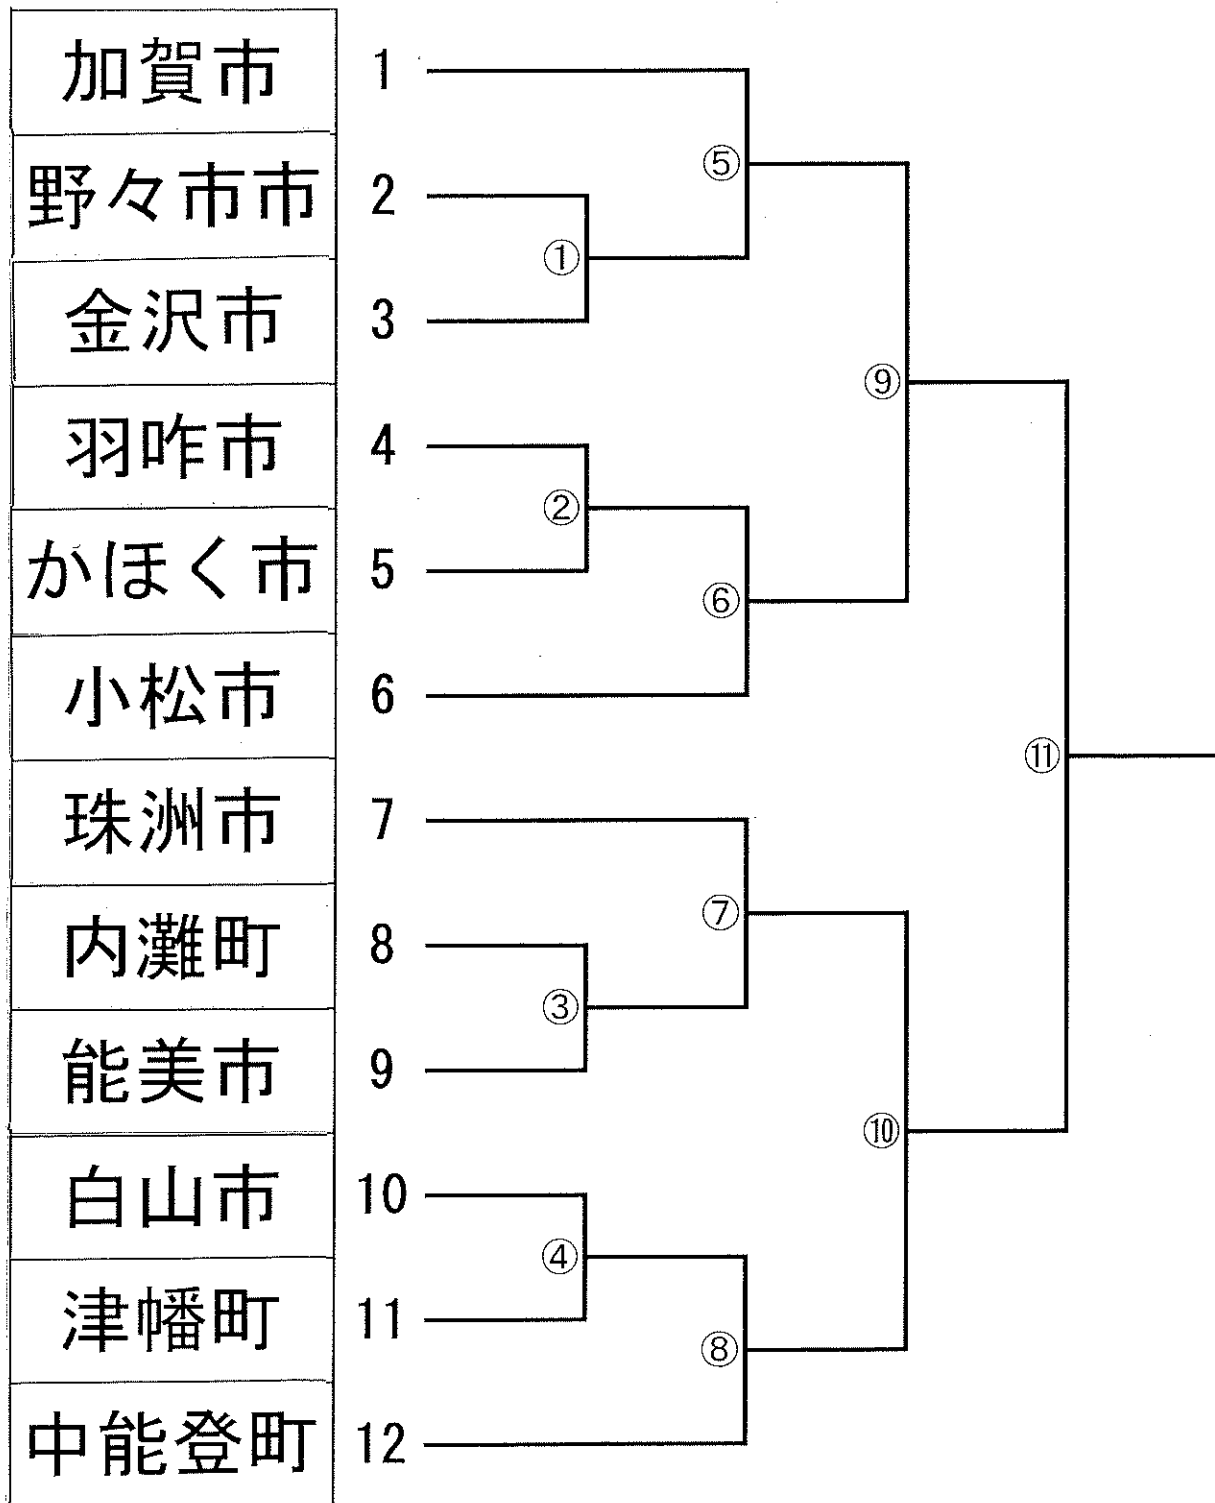 加賀市 1
⑤
野々市市 2
①
金沢市 3
⑨
羽咋市 4
②
かほく市 5
⑥
小松市 6
⑪
珠洲市 7
⑦
内灘町 8
③
能美市 9
⑩
白山市 10
④
津幡町 11
⑧
中能登町 12